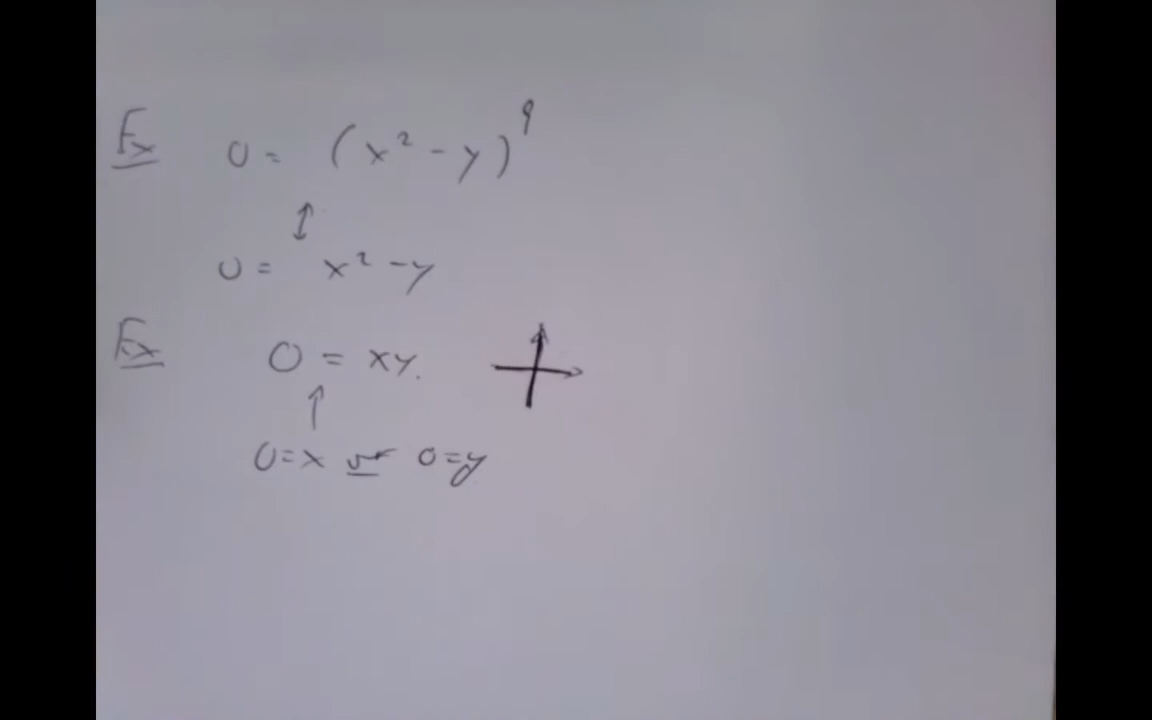 Ex 0 = (x² - y)⁹
↕
0 = x² - y
Ex 0 = xy.
↑
0=x or 0=y